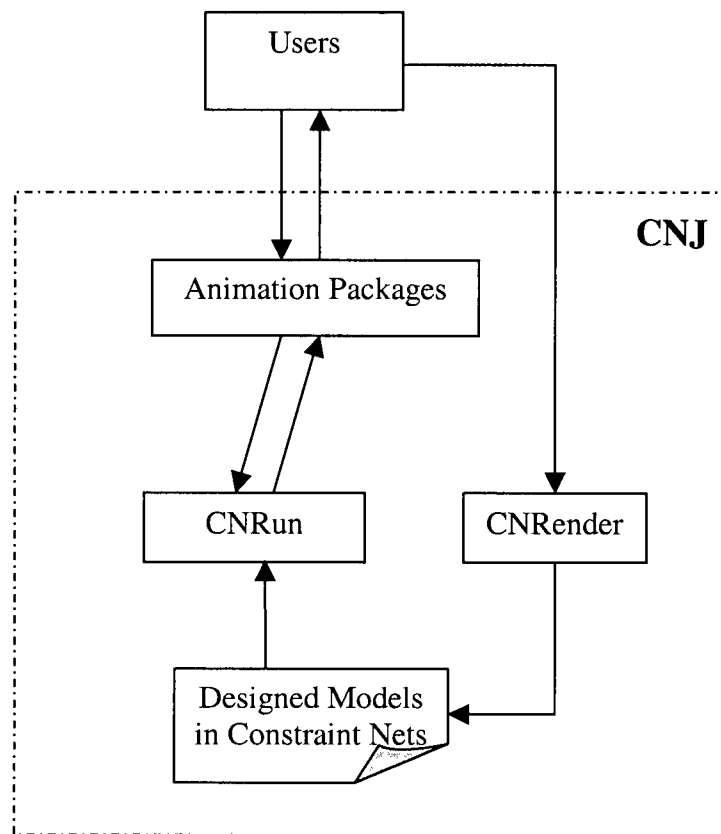 Users
CNJ
Animation Packages
CNRun
CNRender
Designed Models
in Constraint Nets